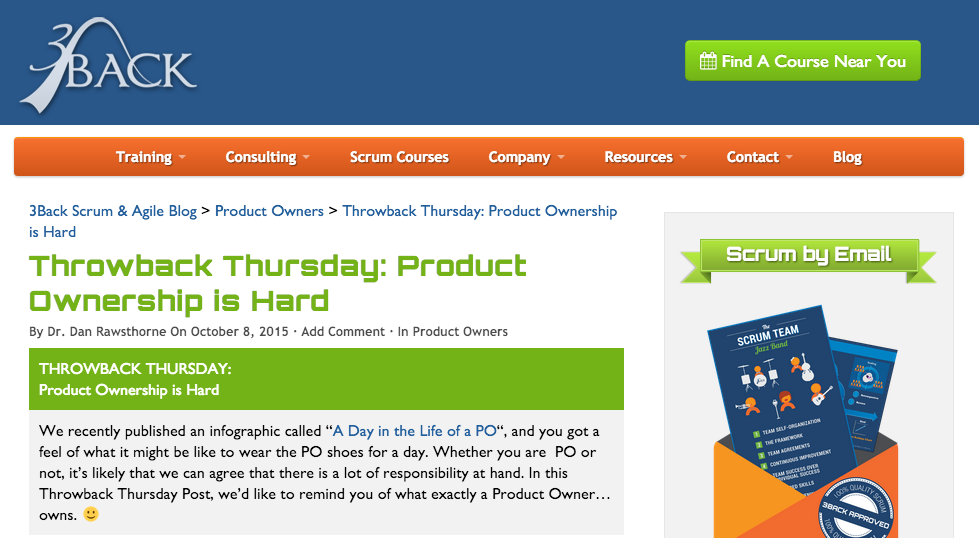 3BACK
Find A Course Near You
Training
Consulting
Scrum Courses
Company
Resources
Contact
Blog
3Back Scrum & Agile Blog > Product Owners > Throwback Thursday: Product Ownership
is Hard
Throwback Thursday: Product
Ownership is Hard
By Dr. Dan Rawsthorne On October 8, 2015 · Add Comment · In Product Owners
THROWBACK THURSDAY:
Product Ownership is Hard
We recently published an infographic called “A Day in the Life of a PO“, and you got a
feel of what it might be like to wear the PO shoes for a day. Whether you are  PO or
not, it’s likely that we can agree that there is a lot of responsibility at hand. In this
Throwback Thursday Post, we’d like to remind you of what exactly a Product Owner…
owns.
Scrum by Email
The
SCRUM TEAM
Jazz Band
1 TEAM SELF-ORGANIZATION
2 THE FRAMEWORK
3 TEAM AGREEMENTS
4 CONTINUOUS IMPROVEMENT
TEAM SUCCESS OVER
INDIVIDUAL SUCCESS
SKILLS
100% QUALITY SCRUM
3BACK APPROVED